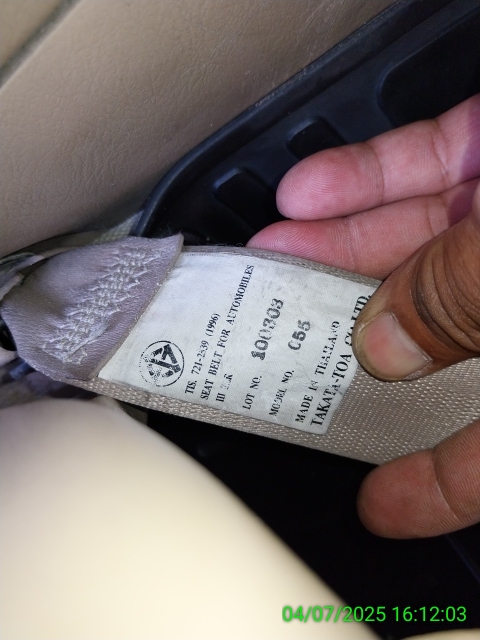 TIS. 721-2539 (1996)
SEAT BELT FOR AUTOMOBILES
III
LOT NO. 100303
MODEL NO. C55
MADE IN THAILAND
TAKATA-TOA CO., LTD.
04/07/2025 16:12:03